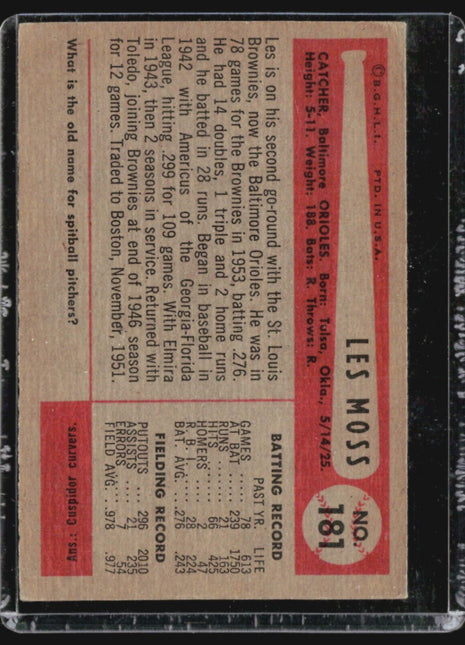 © B.G.H.L.I. PTD. IN U.S.A.
LES MOSS
NO.
181
CATCHER, Baltimore ORIOLES. Born: Tulsa, Okla., 5/14/25.
Height: 5-11. Weight: 188. Bats: R. Throws: R.
Les is on his second go-round with the St. Louis
Brownies, now the Baltimore Orioles. He was in
78 games for the Brownies in 1953, batting .276.
He had 14 doubles, 1 triple and 2 home runs
and he batted in 28 runs. Began in baseball in
1942 with Americus of the Georgia-Florida
League, hitting .299 for 109 games. With Elmira
in 1943, then 2 seasons in service. Returned with
Toledo, joining Brownies at end of 1946 season
for 12 games. Traded to Boston, November, 1951.
BATTING RECORD
PAST YR. LIFE
GAMES 78 613
AT BAT 239 1750
RUNS 21 163
HITS 66 425
HOMERS 2 47
R. B. I. 28 224
BAT. AVG. .276 .243
FIELDING RECORD
PUTOUTS 296 2010
ASSISTS 21 235
ERRORS 7 54
FIELD AVG. .978 .977
What is the old name for spitball pitchers?
Ans: Cuspidor curvers.